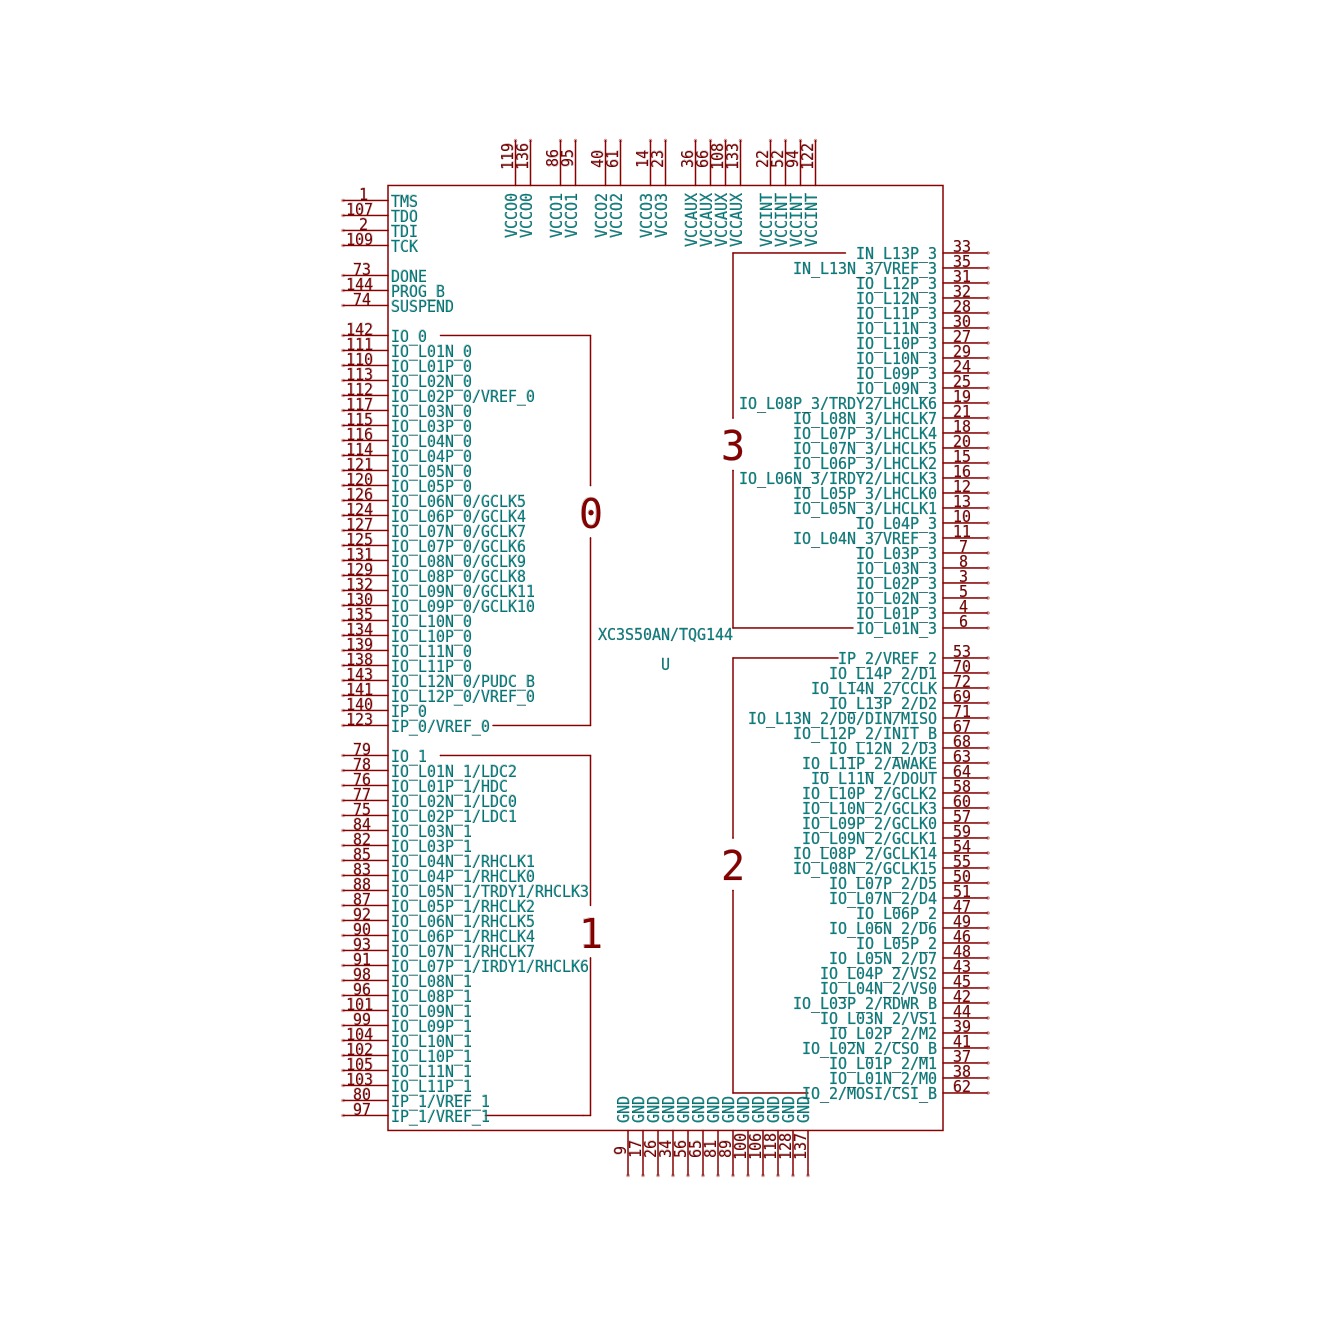 119 136 86 95 40 61 14 23 36 66 108 133 22 52 94 122
VCCO0 VCCO0 VCCO1 VCCO1 VCCO2 VCCO2 VCCO3 VCCO3 VCCAUX VCCAUX VCCAUX VCCAUX VCCINT VCCINT VCCINT VCCINT
1 TMS
107 TDO
2 TDI
109 TCK
73 DONE
144 PROG_B
74 SUSPEND
142 IO_0
111 IO_L01N_0
110 IO_L01P_0
113 IO_L02N_0
112 IO_L02P_0/VREF_0
117 IO_L03N_0
115 IO_L03P_0
116 IO_L04N_0
114 IO_L04P_0
121 IO_L05N_0
120 IO_L05P_0
126 IO_L06N_0/GCLK5
124 IO_L06P_0/GCLK4
127 IO_L07N_0/GCLK7
125 IO_L07P_0/GCLK6
131 IO_L08N_0/GCLK9
129 IO_L08P_0/GCLK8
132 IO_L09N_0/GCLK11
130 IO_L09P_0/GCLK10
135 IO_L10N_0
134 IO_L10P_0
139 IO_L11N_0
138 IO_L11P_0
143 IO_L12N_0/PUDC_B
141 IO_L12P_0/VREF_0
140 IP_0
123 IP_0/VREF_0
0
79 IO_1
78 IO_L01N_1/LDC2
76 IO_L01P_1/HDC
77 IO_L02N_1/LDC0
75 IO_L02P_1/LDC1
84 IO_L03N_1
82 IO_L03P_1
85 IO_L04N_1/RHCLK1
83 IO_L04P_1/RHCLK0
88 IO_L05N_1/TRDY1/RHCLK3
87 IO_L05P_1/RHCLK2
92 IO_L06N_1/RHCLK5
90 IO_L06P_1/RHCLK4
93 IO_L07N_1/RHCLK7
91 IO_L07P_1/IRDY1/RHCLK6
98 IO_L08N_1
96 IO_L08P_1
101 IO_L09N_1
99 IO_L09P_1
104 IO_L10N_1
102 IO_L10P_1
105 IO_L11N_1
103 IO_L11P_1
80 IP_1/VREF_1
97 IP_1/VREF_1
1
XC3S50AN/TQG144
U
IN_L13P_3 33
IN_L13N_3/VREF_3 35
IO_L12P_3 31
IO_L12N_3 32
IO_L11P_3 28
IO_L11N_3 30
IO_L10P_3 27
IO_L10N_3 29
IO_L09P_3 24
IO_L09N_3 25
IO_L08P_3/TRDY2/LHCLK6 19
IO_L08N_3/LHCLK7 21
IO_L07P_3/LHCLK4 18
IO_L07N_3/LHCLK5 20
IO_L06P_3/LHCLK2 15
IO_L06N_3/IRDY2/LHCLK3 16
IO_L05P_3/LHCLK0 12
IO_L05N_3/LHCLK1 13
IO_L04P_3 10
IO_L04N_3/VREF_3 11
IO_L03P_3 7
IO_L03N_3 8
IO_L02P_3 3
IO_L02N_3 5
IO_L01P_3 4
IO_L01N_3 6
3
IP_2/VREF_2 53
IO_L14P_2/D1 70
IO_L14N_2/CCLK 72
IO_L13P_2/D2 69
IO_L13N_2/D0/DIN/MISO 71
IO_L12P_2/INIT_B 67
IO_L12N_2/D3 68
IO_L11P_2/AWAKE 63
IO_L11N_2/DOUT 64
IO_L10P_2/GCLK2 58
IO_L10N_2/GCLK3 60
IO_L09P_2/GCLK0 57
IO_L09N_2/GCLK1 59
IO_L08P_2/GCLK14 54
IO_L08N_2/GCLK15 55
IO_L07P_2/D5 50
IO_L07N_2/D4 51
IO_L06P_2 47
IO_L06N_2/D6 49
IO_L05P_2 46
IO_L05N_2/D7 48
IO_L04P_2/VS2 43
IO_L04N_2/VS0 45
IO_L03P_2/RDWR_B 42
IO_L03N_2/VS1 44
IO_L02P_2/M2 39
IO_L02N_2/CSO_B 41
IO_L01P_2/M1 37
IO_L01N_2/M0 38
IO_2/MOSI/CSI_B 62
2
GND GND GND GND GND GND GND GND GND GND GND GND GND
9 17 26 34 56 65 81 89 100 106 118 128 137